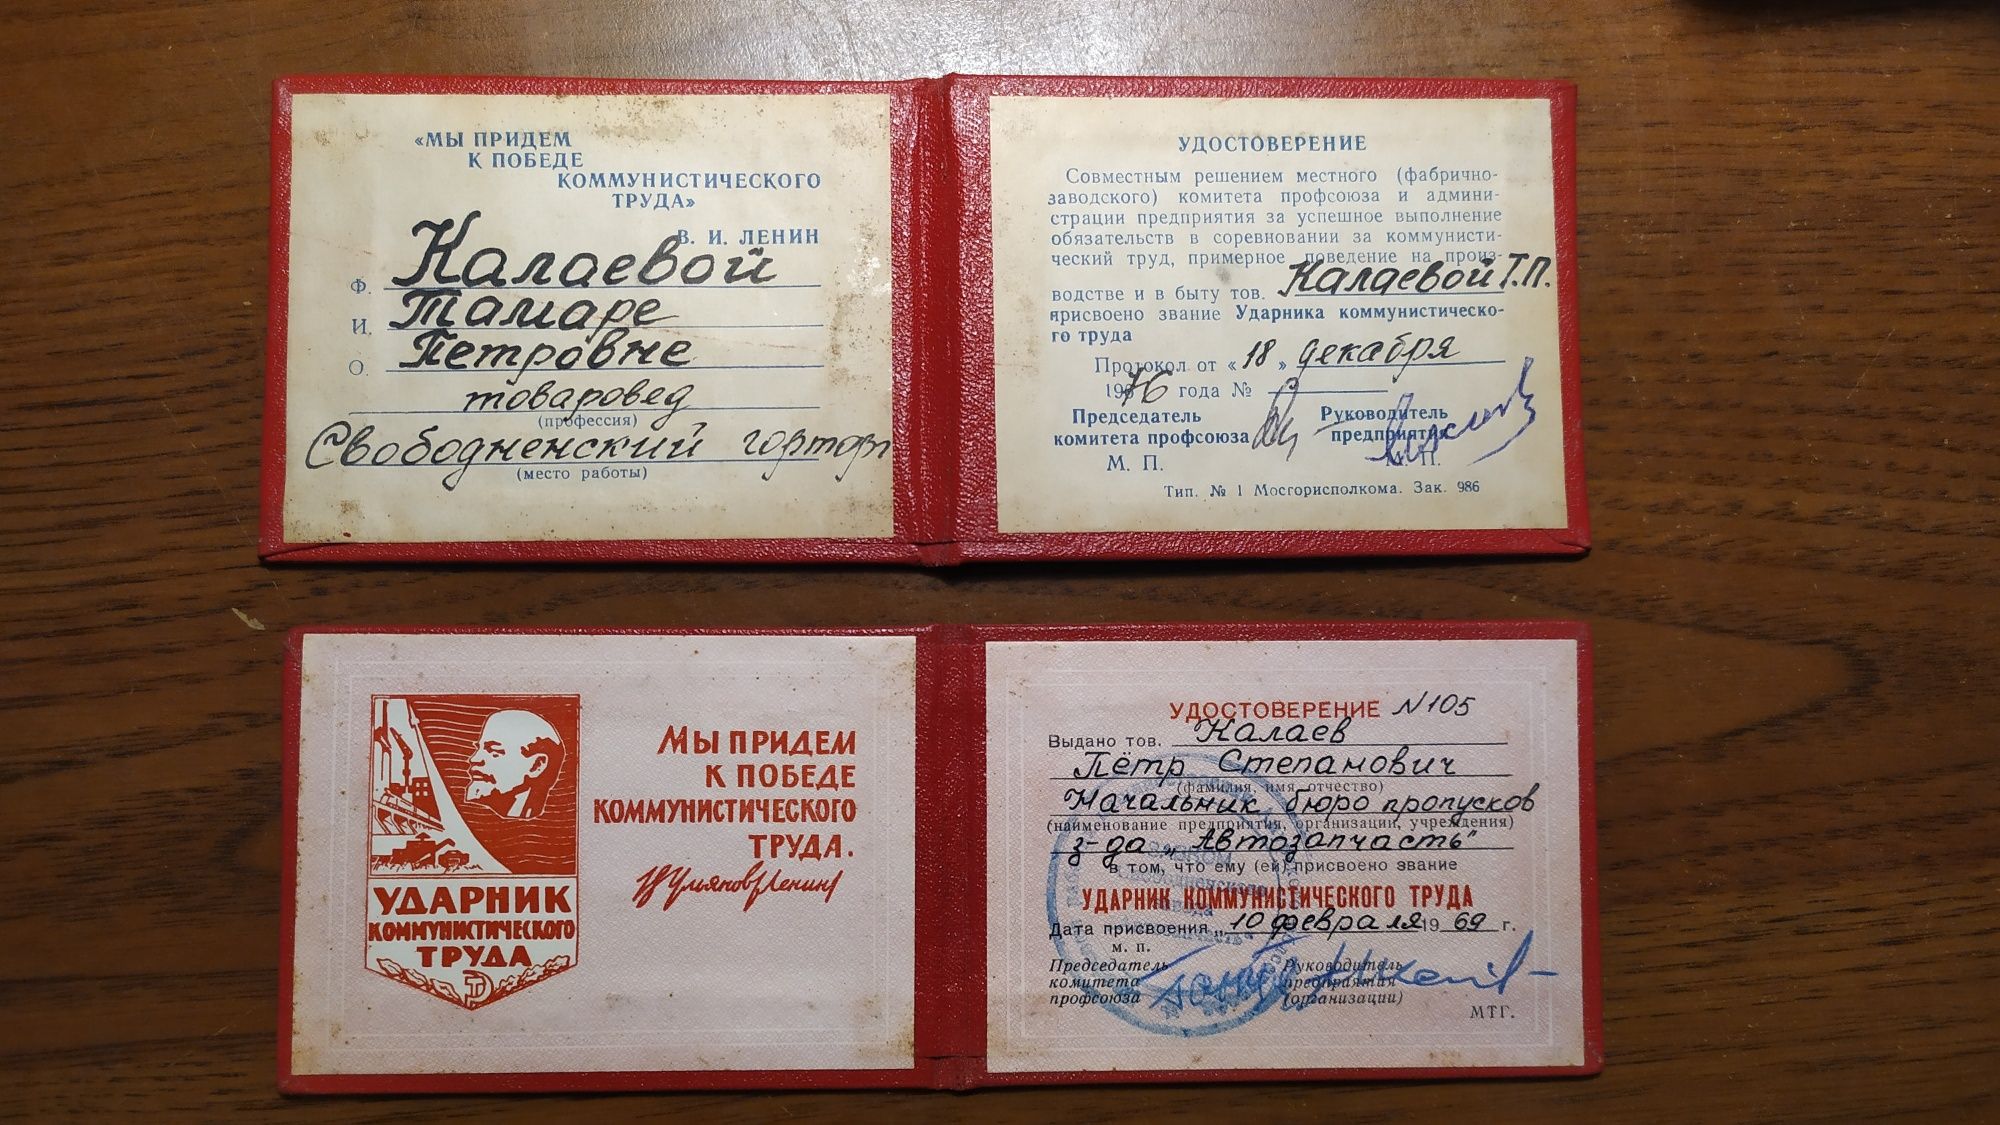 «МЫ ПРИДЕМ
К ПОБЕДЕ
КОММУНИСТИЧЕСКОГО
ТРУДА»
В. И. ЛЕНИН
Ф. Калаевой
И. Тамаре
О. Петровне
товаровед
(профессия)
Свободненский горторг
(место работы)
УДОСТОВЕРЕНИЕ
Совместным решением местного (фабрично-
заводского) комитета профсоюза и админи-
страции предприятия за успешное выполнение
обязательств в соревновании за коммунисти-
ческий труд, примерное поведение на произ-
водстве и в быту тов. Калаевой Т.П.
присвоено звание Ударника коммунистическо-
го труда
Протокол от «18» декабря
1976 года №
Председатель
комитета профсоюза
Руководитель
предприятия
М. П.
М. П.
Тип. № 1 Мосгорисполкома. Зак. 986
УДАРНИК
КОММУНИСТИЧЕСКОГО
ТРУДА
МЫ ПРИДЕМ
К ПОБЕДЕ
КОММУНИСТИЧЕСКОГО
ТРУДА.
В Ульянов (Ленин)
УДОСТОВЕРЕНИЕ N105
Выдано тов. Калаев
Пётр Степанович
(фамилия, имя, отчество)
Начальник бюро пропусков
(наименование предприятия, организации, учреждения)
з-да „Автозапчасть"
в том, что ему (ей) присвоено звание
УДАРНИК КОММУНИСТИЧЕСКОГО ТРУДА
Дата присвоения „10 февраля 1969 г.
м. п.
Председатель
комитета
профсоюза
Руководитель
предприятия
(организации)
МТГ.